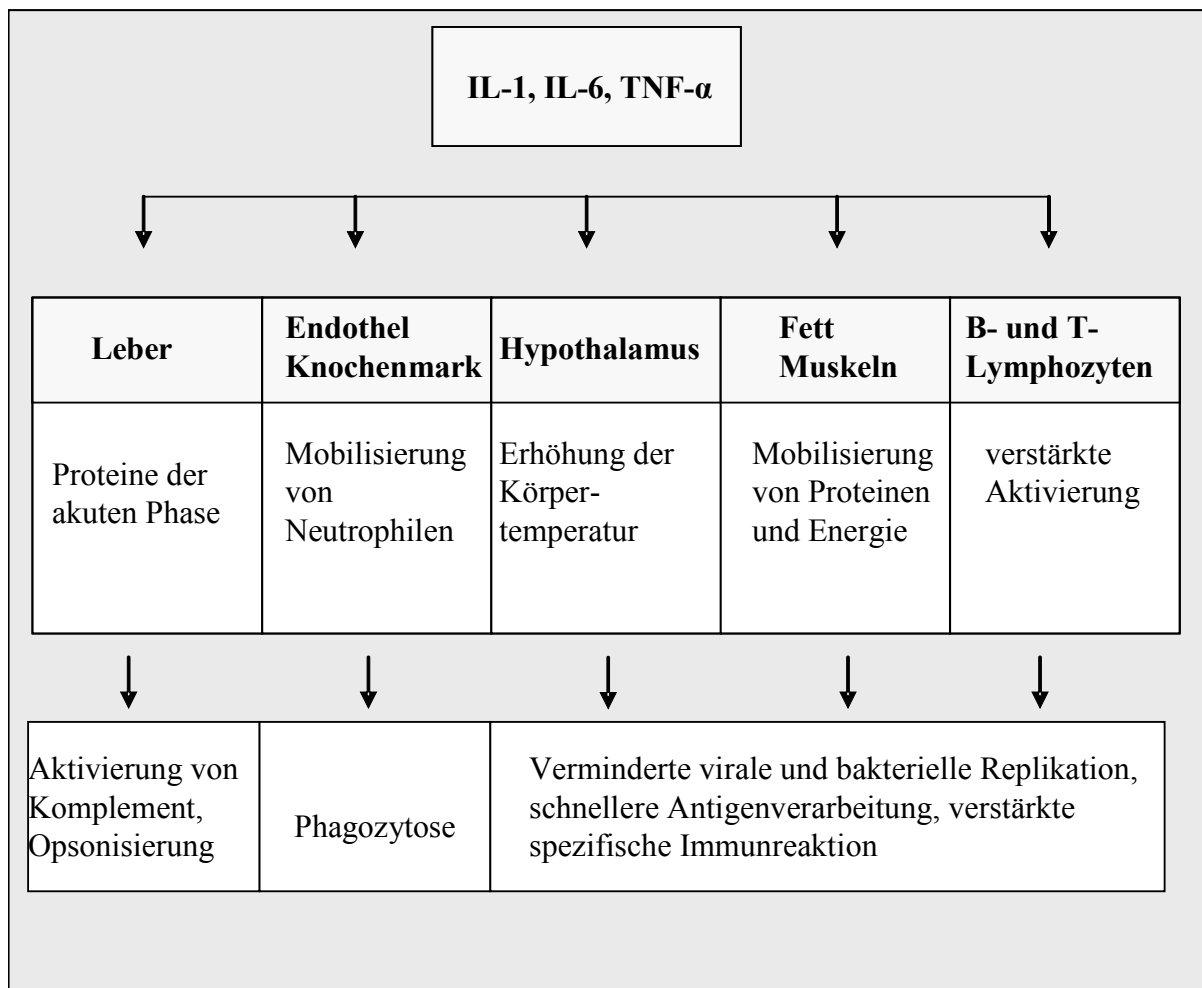 IL-1, IL-6, TNF-α
Leber
Endothel
Knochenmark
Hypothalamus
Fett
Muskeln
B- und T-
Lymphozyten
Proteine der
akuten Phase
Mobilisierung
von
Neutrophilen
Erhöhung der
Körper-
temperatur
Mobilisierung
von Proteinen
und Energie
verstärkte
Aktivierung
Aktivierung von
Komplement,
Opsonisierung
Phagozytose
Verminderte virale und bakterielle Replikation,
schnellere Antigenverarbeitung, verstärkte
spezifische Immunreaktion